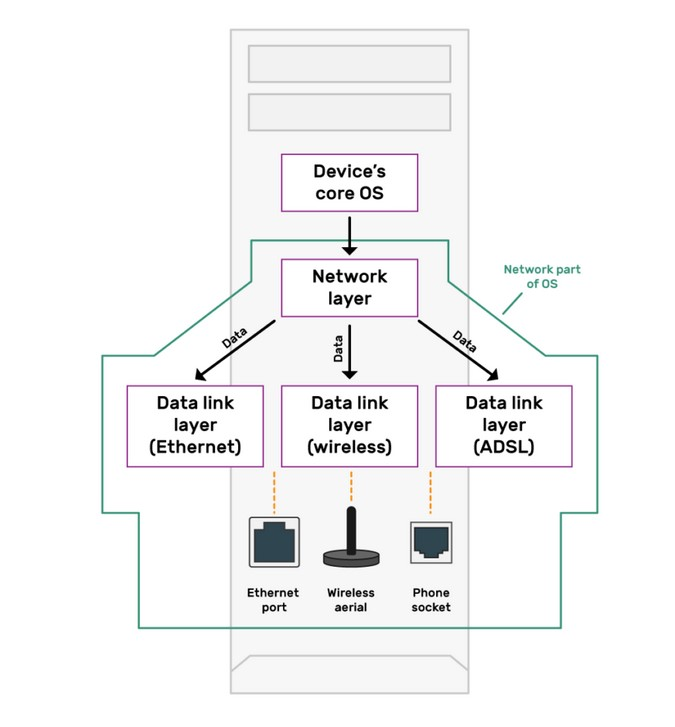 Device's
core OS
Network
layer
Network part
of OS
Data
Data
Data
Data link
layer
(Ethernet)
Data link
layer
(wireless)
Data link
layer
(ADSL)
Ethernet
port
Wireless
aerial
Phone
socket